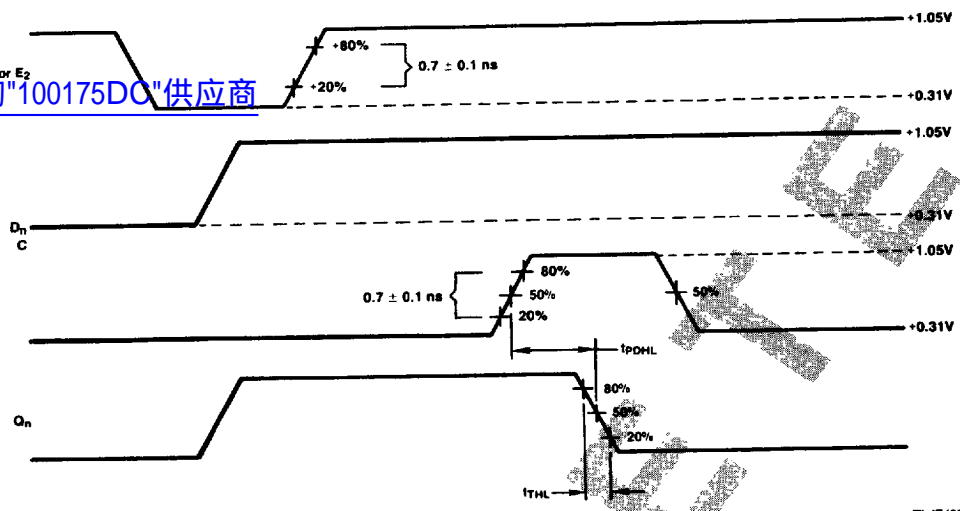 +1.05V
+80%
or E2
0.7 ± 0.1 ns
"100175DC"供应商
+20%
+0.31V
+1.05V
+0.31V
Dn
C
+1.05V
80%
0.7 ± 0.1 ns
50%
50%
20%
+0.31V
tPDHL
80%
Qn
50%
20%
tTHL